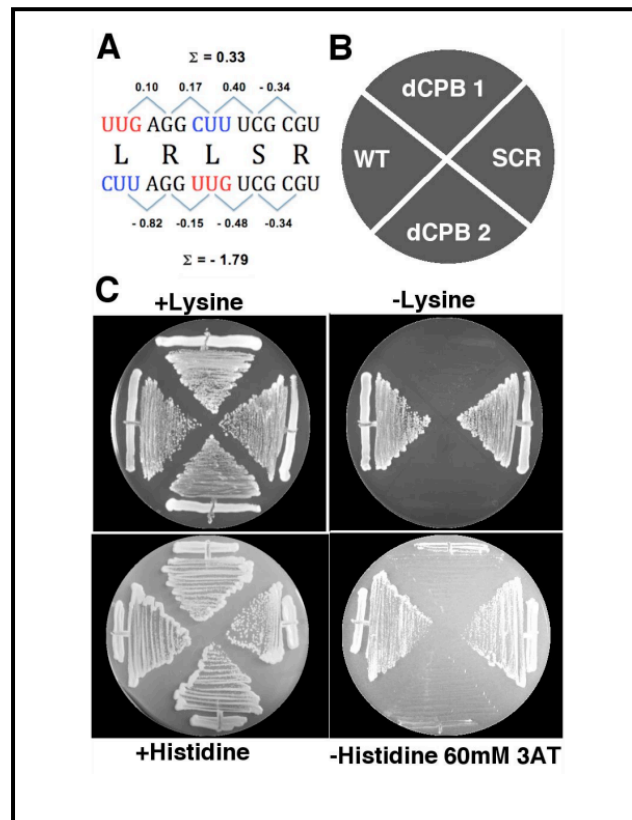 A
Σ = 0.33
0.10 0.17 0.40 -0.34
UUG AGG CUU UCG CGU
L R L S R
CUU AGG UUG UCG CGU
- 0.82 -0.15 -0.48 -0.34
Σ = - 1.79
B
dCPB 1
WT SCR
dCPB 2
C
+Lysine -Lysine
+Histidine -Histidine 60mM 3AT